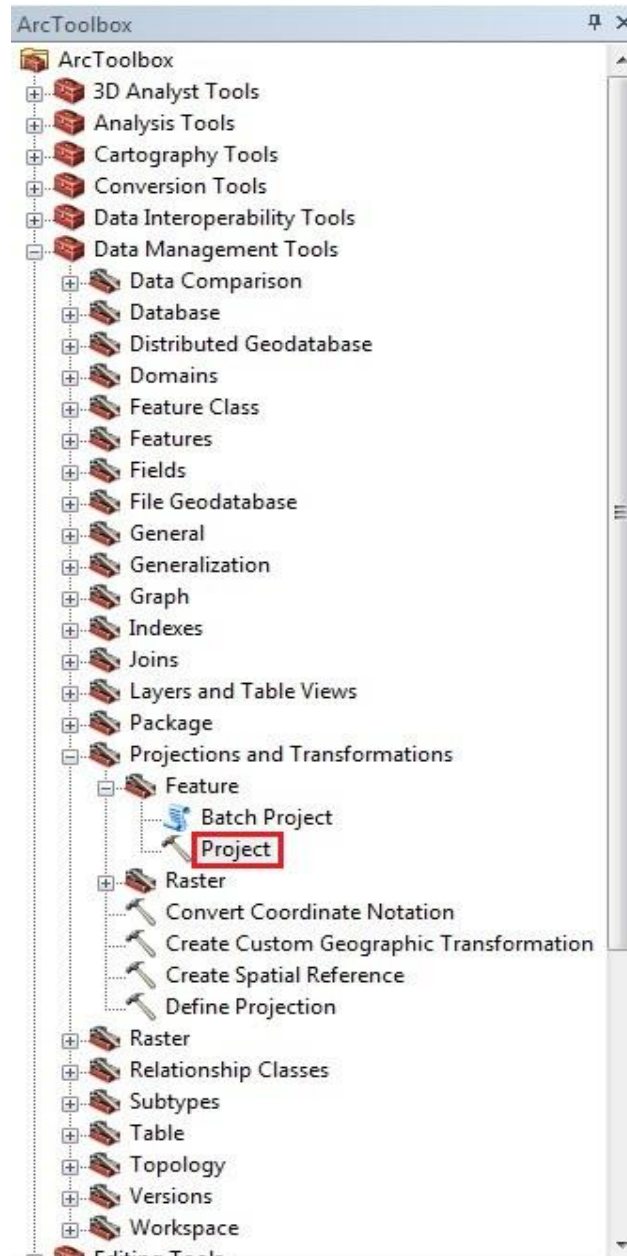 ArcToolbox
ArcToolbox
3D Analyst Tools
Analysis Tools
Cartography Tools
Conversion Tools
Data Interoperability Tools
Data Management Tools
Data Comparison
Database
Distributed Geodatabase
Domains
Feature Class
Features
Fields
File Geodatabase
General
Generalization
Graph
Indexes
Joins
Layers and Table Views
Package
Projections and Transformations
Feature
Batch Project
Project
Raster
Convert Coordinate Notation
Create Custom Geographic Transformation
Create Spatial Reference
Define Projection
Raster
Relationship Classes
Subtypes
Table
Topology
Versions
Workspace
Editing Tools